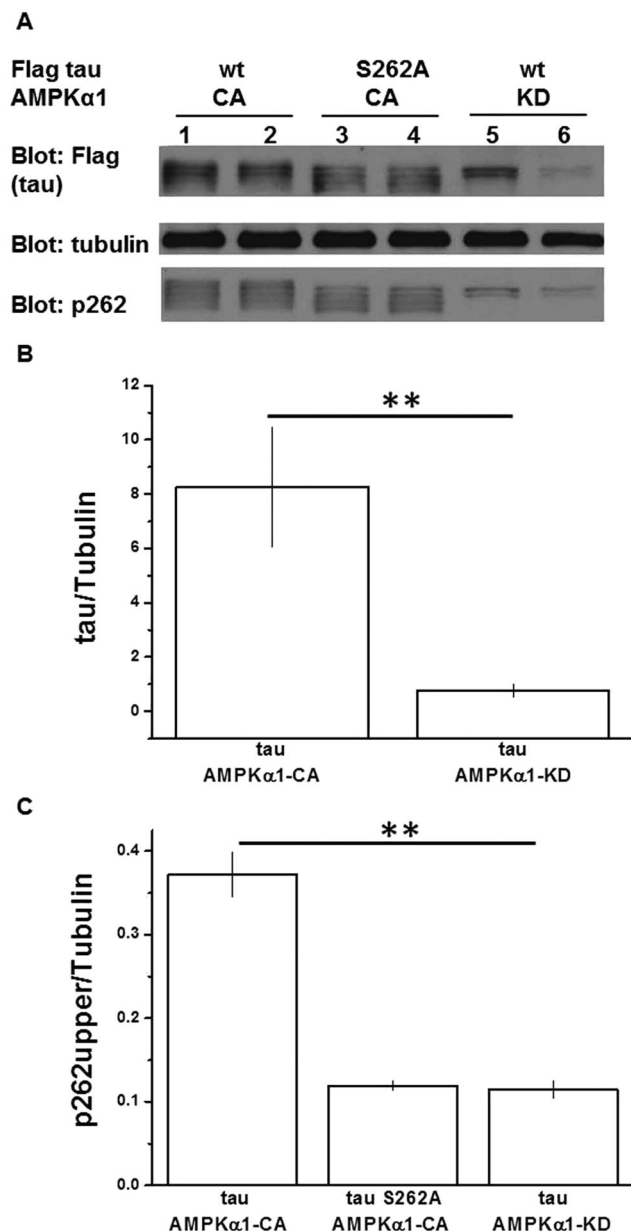 A
Flag tau wt S262A wt
AMPKα1 CA CA KD
1 2 3 4 5 6
Blot: Flag
(tau)
Blot: tubulin
Blot: p262
B
**
12
10
8
6
4
2
0
tau/Tubulin
tau tau
AMPKα1-CA AMPKα1-KD
C
**
0.4
0.3
0.2
0.1
0.0
p262upper/Tubulin
tau tau S262A tau
AMPKα1-CA AMPKα1-CA AMPKα1-KD